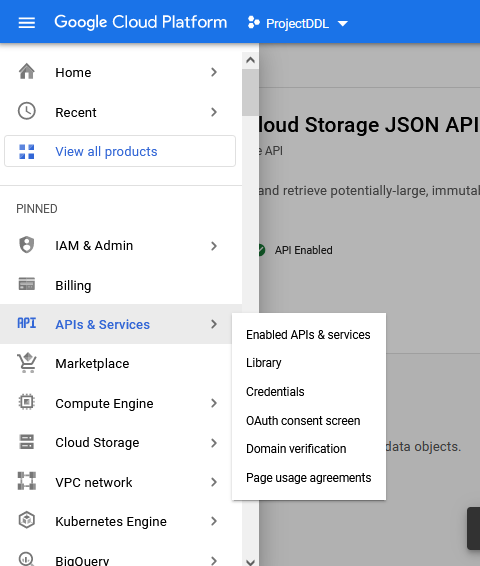 Google Cloud Platform ProjectDDL
Home
Recent
View all products
PINNED
IAM & Admin
Billing
API APIs & Services
Marketplace
Compute Engine
Cloud Storage
VPC network
Kubernetes Engine
BigQuery
Enabled APIs & services
Library
Credentials
OAuth consent screen
Domain verification
Page usage agreements
loud Storage JSON API
e API
and retrieve potentially-large, immutal
API Enabled
data objects.